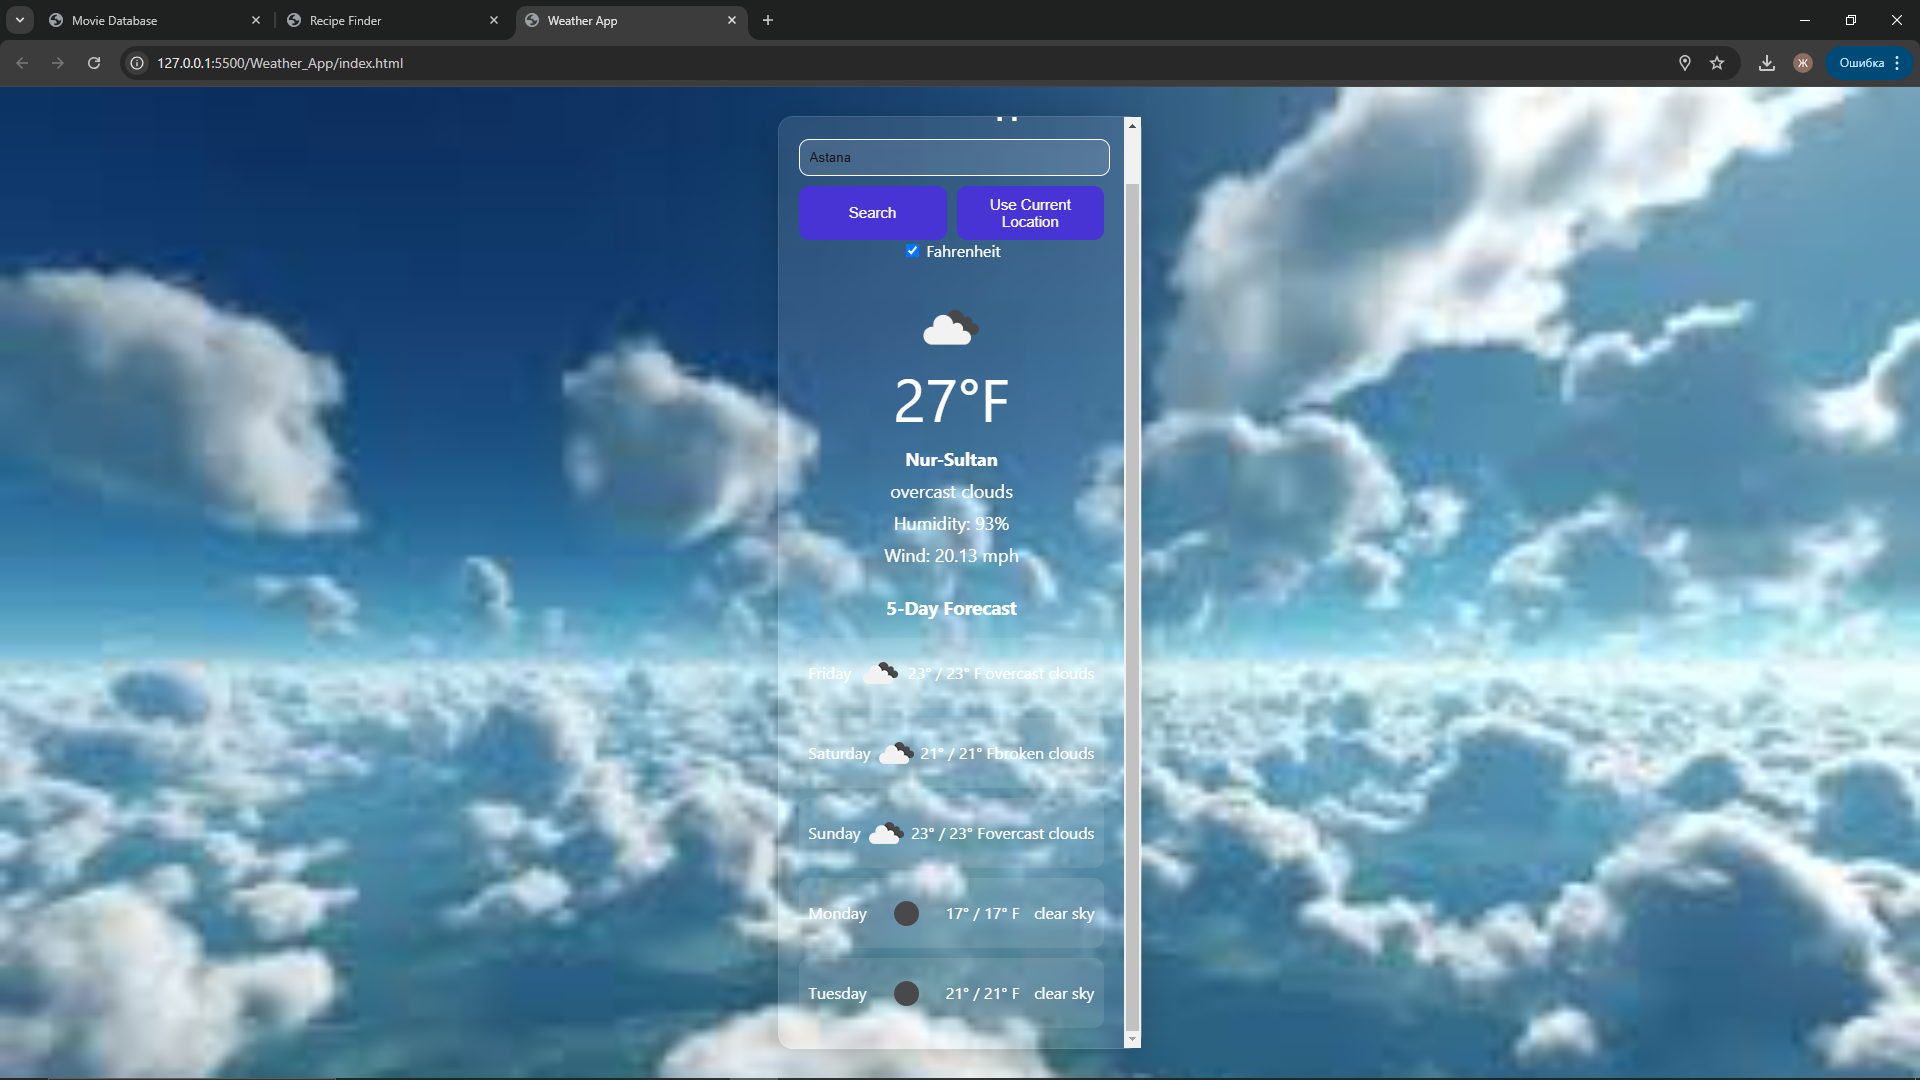 Movie Database
Recipe Finder
Weather App
127.0.0.1:5500/Weather_App/index.html
Ж
Ошибка
Astana
Search
Use Current
Location
Fahrenheit
27°F
Nur-Sultan
overcast clouds
Humidity: 93%
Wind: 20.13 mph
5-Day Forecast
Friday 23° / 23° F overcast clouds
Saturday 21° / 21° Fbroken clouds
Sunday 23° / 23° Fovercast clouds
Monday 17° / 17° F clear sky
Tuesday 21° / 21° F clear sky